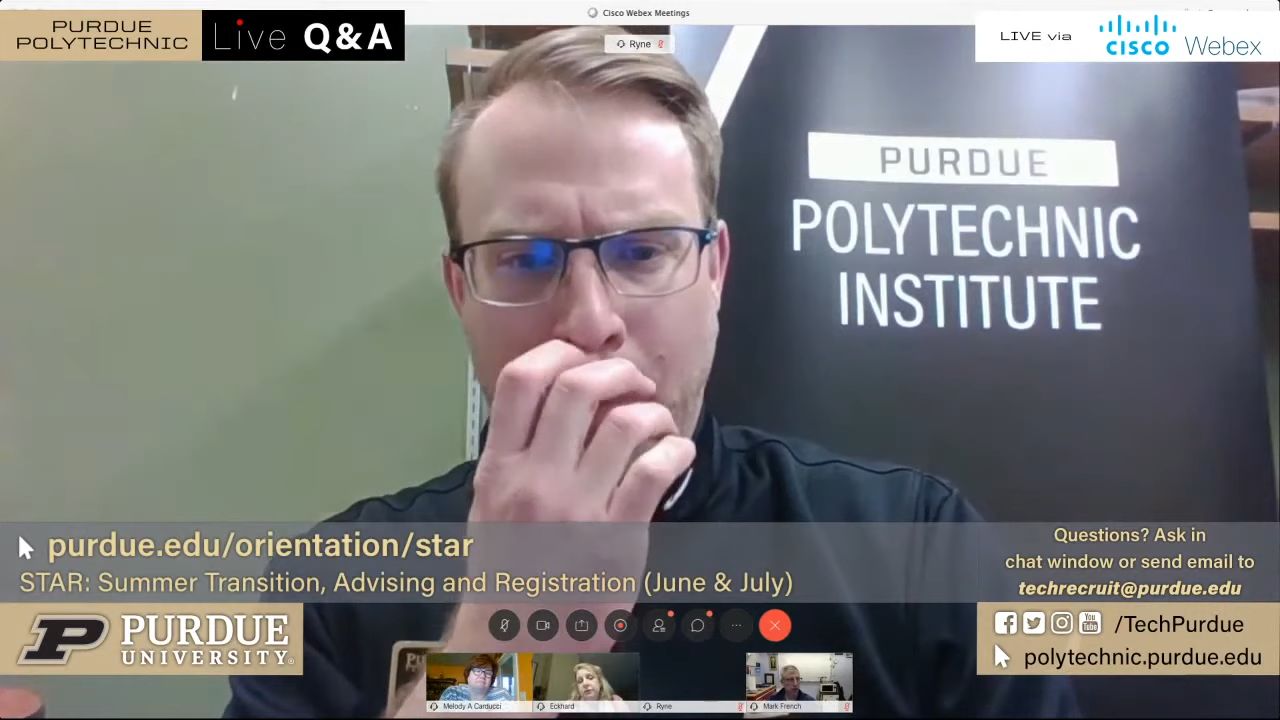 Cisco Webex Meetings
PURDUE
POLYTECHNIC
Live Q&A
Ryne
LIVE via
CISCO Webex
PURDUE
POLYTECHNIC
INSTITUTE
purdue.edu/orientation/star
STAR: Summer Transition, Advising and Registration (June & July)
Questions? Ask in
chat window or send email to
techrecruit@purdue.edu
P PURDUE
UNIVERSITY®
You
Tube
/TechPurdue
polytechnic.purdue.edu
Melody A Carducci
Eckhard
Ryne
Mark French